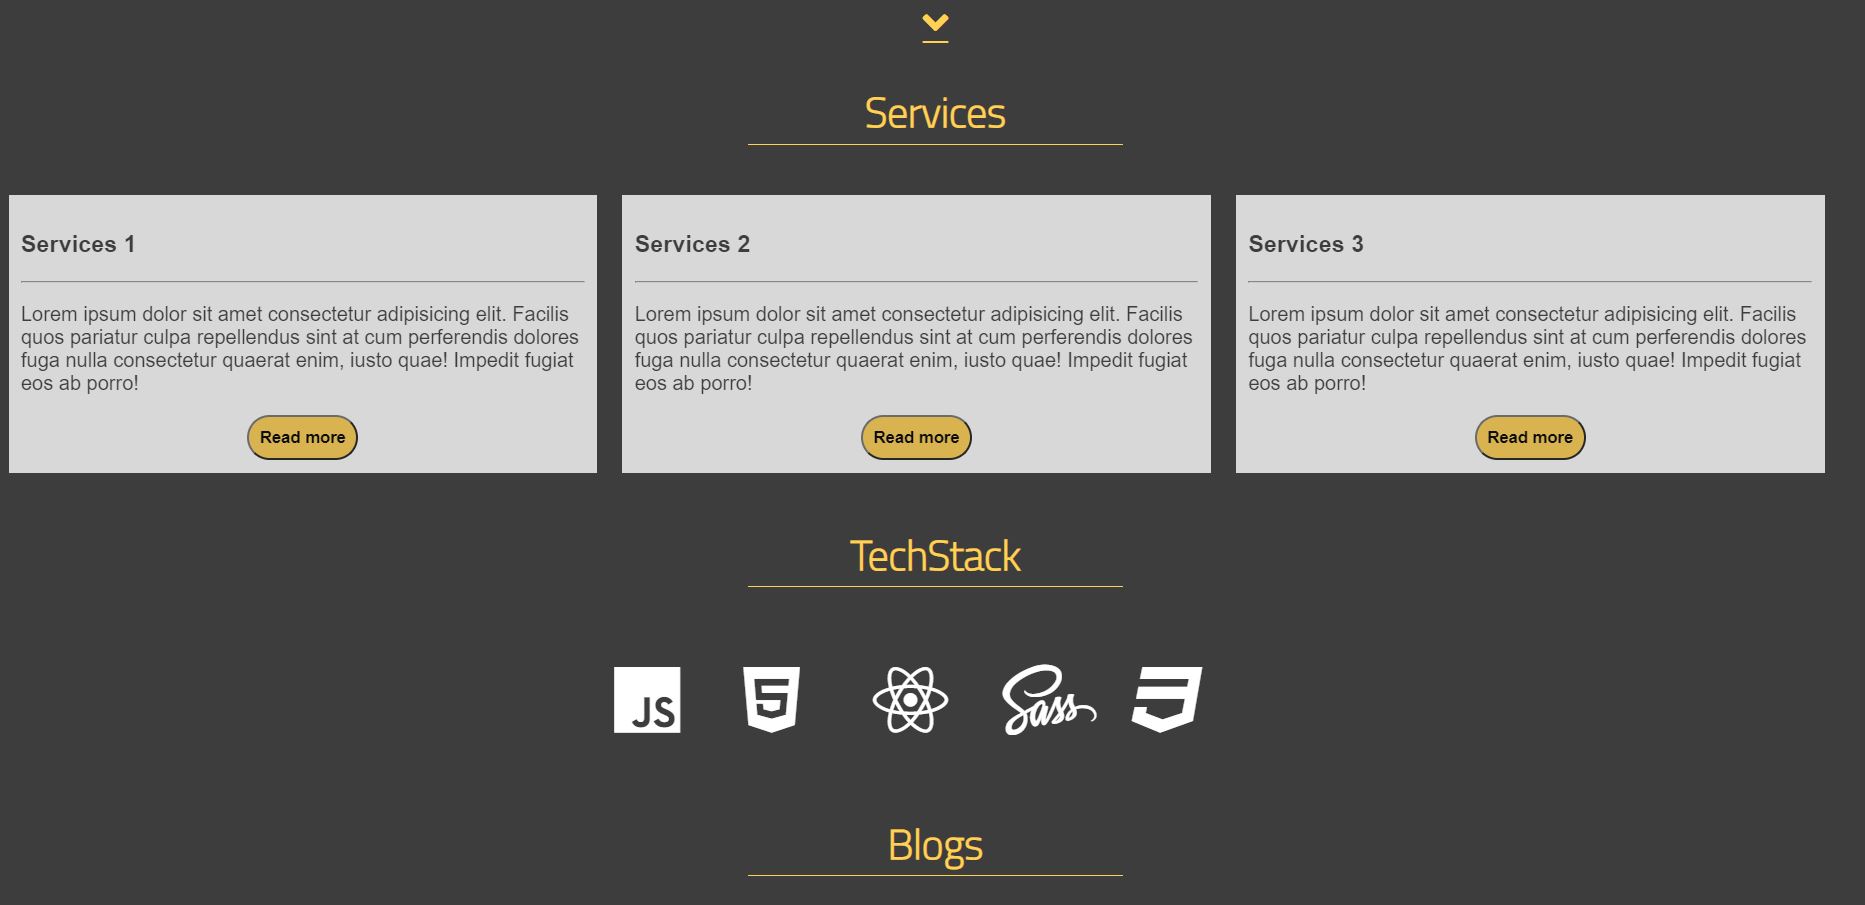 Services
Services 1
Lorem ipsum dolor sit amet consectetur adipisicing elit. Facilis
quos pariatur culpa repellendus sint at cum perferendis dolores
fuga nulla consectetur quaerat enim, iusto quae! Impedit fugiat
eos ab porro!
Read more
Services 2
Lorem ipsum dolor sit amet consectetur adipisicing elit. Facilis
quos pariatur culpa repellendus sint at cum perferendis dolores
fuga nulla consectetur quaerat enim, iusto quae! Impedit fugiat
eos ab porro!
Read more
Services 3
Lorem ipsum dolor sit amet consectetur adipisicing elit. Facilis
quos pariatur culpa repellendus sint at cum perferendis dolores
fuga nulla consectetur quaerat enim, iusto quae! Impedit fugiat
eos ab porro!
Read more
TechStack
JS
5
Sass
3
Blogs